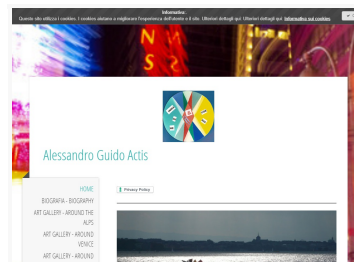 Informativa:
Questo sito utilizza i cookies. I cookies aiutano a migliorare l'esperienza dell'utente e il sito. Ulteriori dettagli qui. Ulteriori dettagli qui. Informativa sui cookies
Alessandro Guido Actis
HOME
BIOGRAFIA - BIOGRAPHY
ART GALLERY - AROUND THE
ALPS
ART GALLERY - AROUND
VENICE
ART GALLERY - AROUND
Privacy Policy